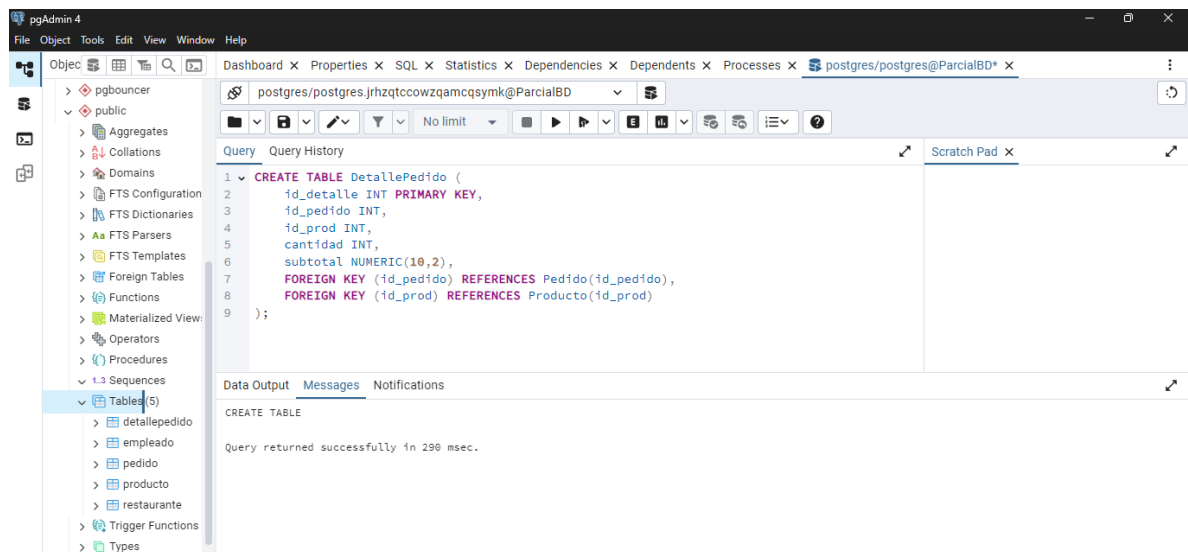 pgAdmin 4
File Object Tools Edit View Window Help
Objec
Dashboard Properties SQL Statistics Dependencies Dependents Processes postgres/postgres@ParcialBD*
pgbouncer
public
Aggregates
Collations
Domains
FTS Configuration
FTS Dictionaries
Aa FTS Parsers
FTS Templates
Foreign Tables
Functions
Materialized View
Operators
Procedures
1..3 Sequences
Tables (5)
detallepedido
empleado
pedido
producto
restaurante
Trigger Functions
Types
postgres/postgres.jrhzqtccowzqamcqsymk@ParcialBD
No limit
Query Query History
Scratch Pad
1 CREATE TABLE DetallePedido (
2 id_detalle INT PRIMARY KEY,
3 id_pedido INT,
4 id_prod INT,
5 cantidad INT,
6 subtotal NUMERIC(10,2),
7 FOREIGN KEY (id_pedido) REFERENCES Pedido(id_pedido),
8 FOREIGN KEY (id_prod) REFERENCES Producto(id_prod)
9 );
Data Output Messages Notifications
CREATE TABLE
Query returned successfully in 290 msec.